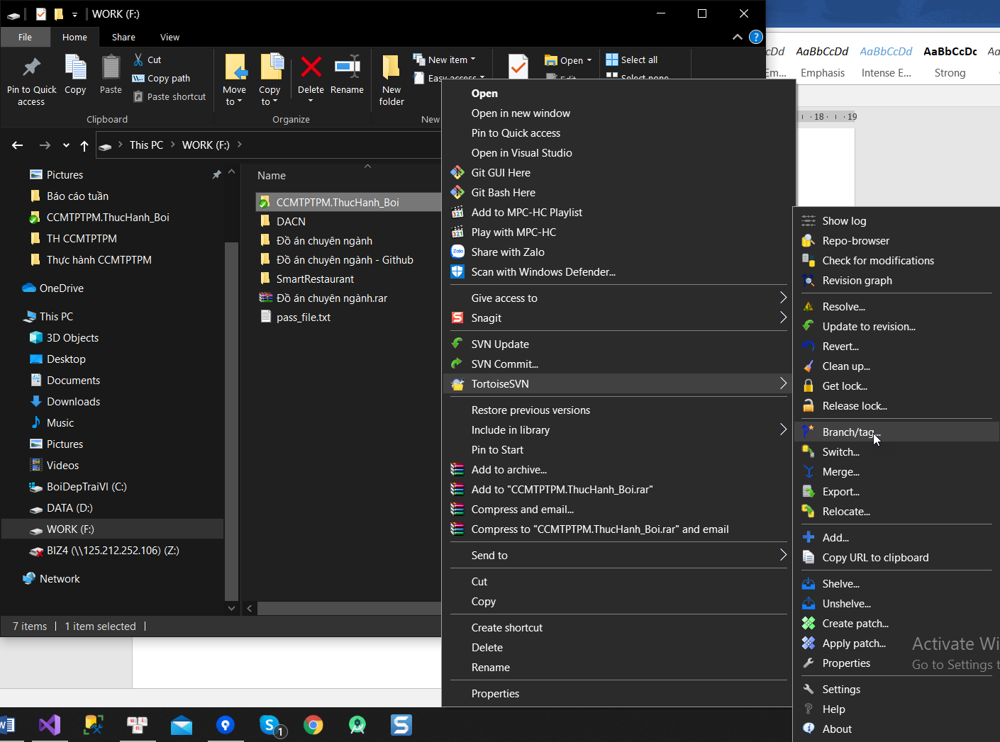 WORK (F:)
File
Home
Share
View
Pin to Quick
access
Copy
Paste
Cut
Copy path
Paste shortcut
Clipboard
Move
to
Copy
to
Delete
Rename
Organize
New
folder
New item
Easy access
New
Open
Edit
Select all
Select none
AaBbCcDd
AaBbCcDd
AaBbCcDc
Em...
Emphasis
Intense E...
Strong
18
19
This PC
WORK (F:)
Pictures
Báo cáo tuần
CCMTPTPM.ThucHanh_Boi
TH CCMTPTPM
Thực hành CCMTPTPM
OneDrive
This PC
3D Objects
Desktop
Documents
Downloads
Music
Pictures
Videos
BoiDepTraiVl (C:)
DATA (D:)
WORK (F:)
BIZ4 (\\125.212.252.106) (Z:)
Network
7 items
1 item selected
Name
CCMTPTPM.ThucHanh_Boi
DACN
Đồ án chuyên ngành
Đồ án chuyên ngành - Github
SmartRestaurant
Đồ án chuyên ngành.rar
pass_file.txt
Open
Open in new window
Pin to Quick access
Open in Visual Studio
Git GUI Here
Git Bash Here
Add to MPC-HC Playlist
Play with MPC-HC
Share with Zalo
Scan with Windows Defender...
Give access to
Snagit
SVN Update
SVN Commit...
TortoiseSVN
Restore previous versions
Include in library
Pin to Start
Add to archive...
Add to "CCMTPTPM.ThucHanh_Boi.rar"
Compress and email...
Compress to "CCMTPTPM.ThucHanh_Boi.rar" and email
Send to
Cut
Copy
Create shortcut
Delete
Rename
Properties
Show log
Repo-browser
Check for modifications
Revision graph
Resolve...
Update to revision...
Revert...
Clean up...
Get lock...
Release lock...
Branch/tag...
Switch...
Merge...
Export...
Relocate...
Add...
Copy URL to clipboard
Shelve...
Unshelve...
Create patch...
Apply patch...
Properties
Settings
Help
About
Activate Wi
Go to Settings t